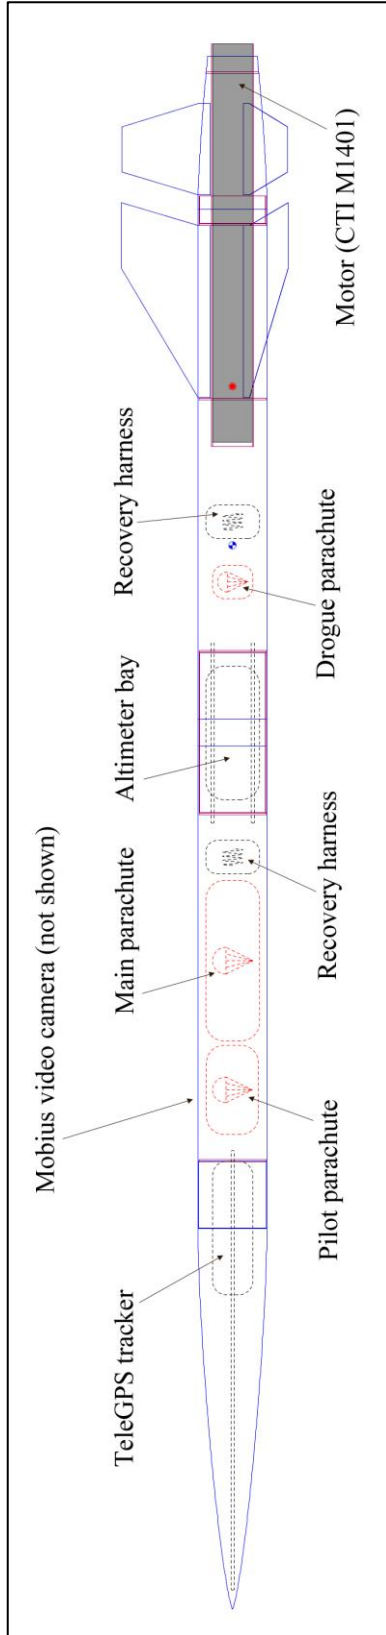 Mobius video camera (not shown)
TeleGPS tracker
Main parachute
Altimeter bay
Recovery harness
Pilot parachute
Recovery harness
Drogue parachute
Motor (CTI M1401)